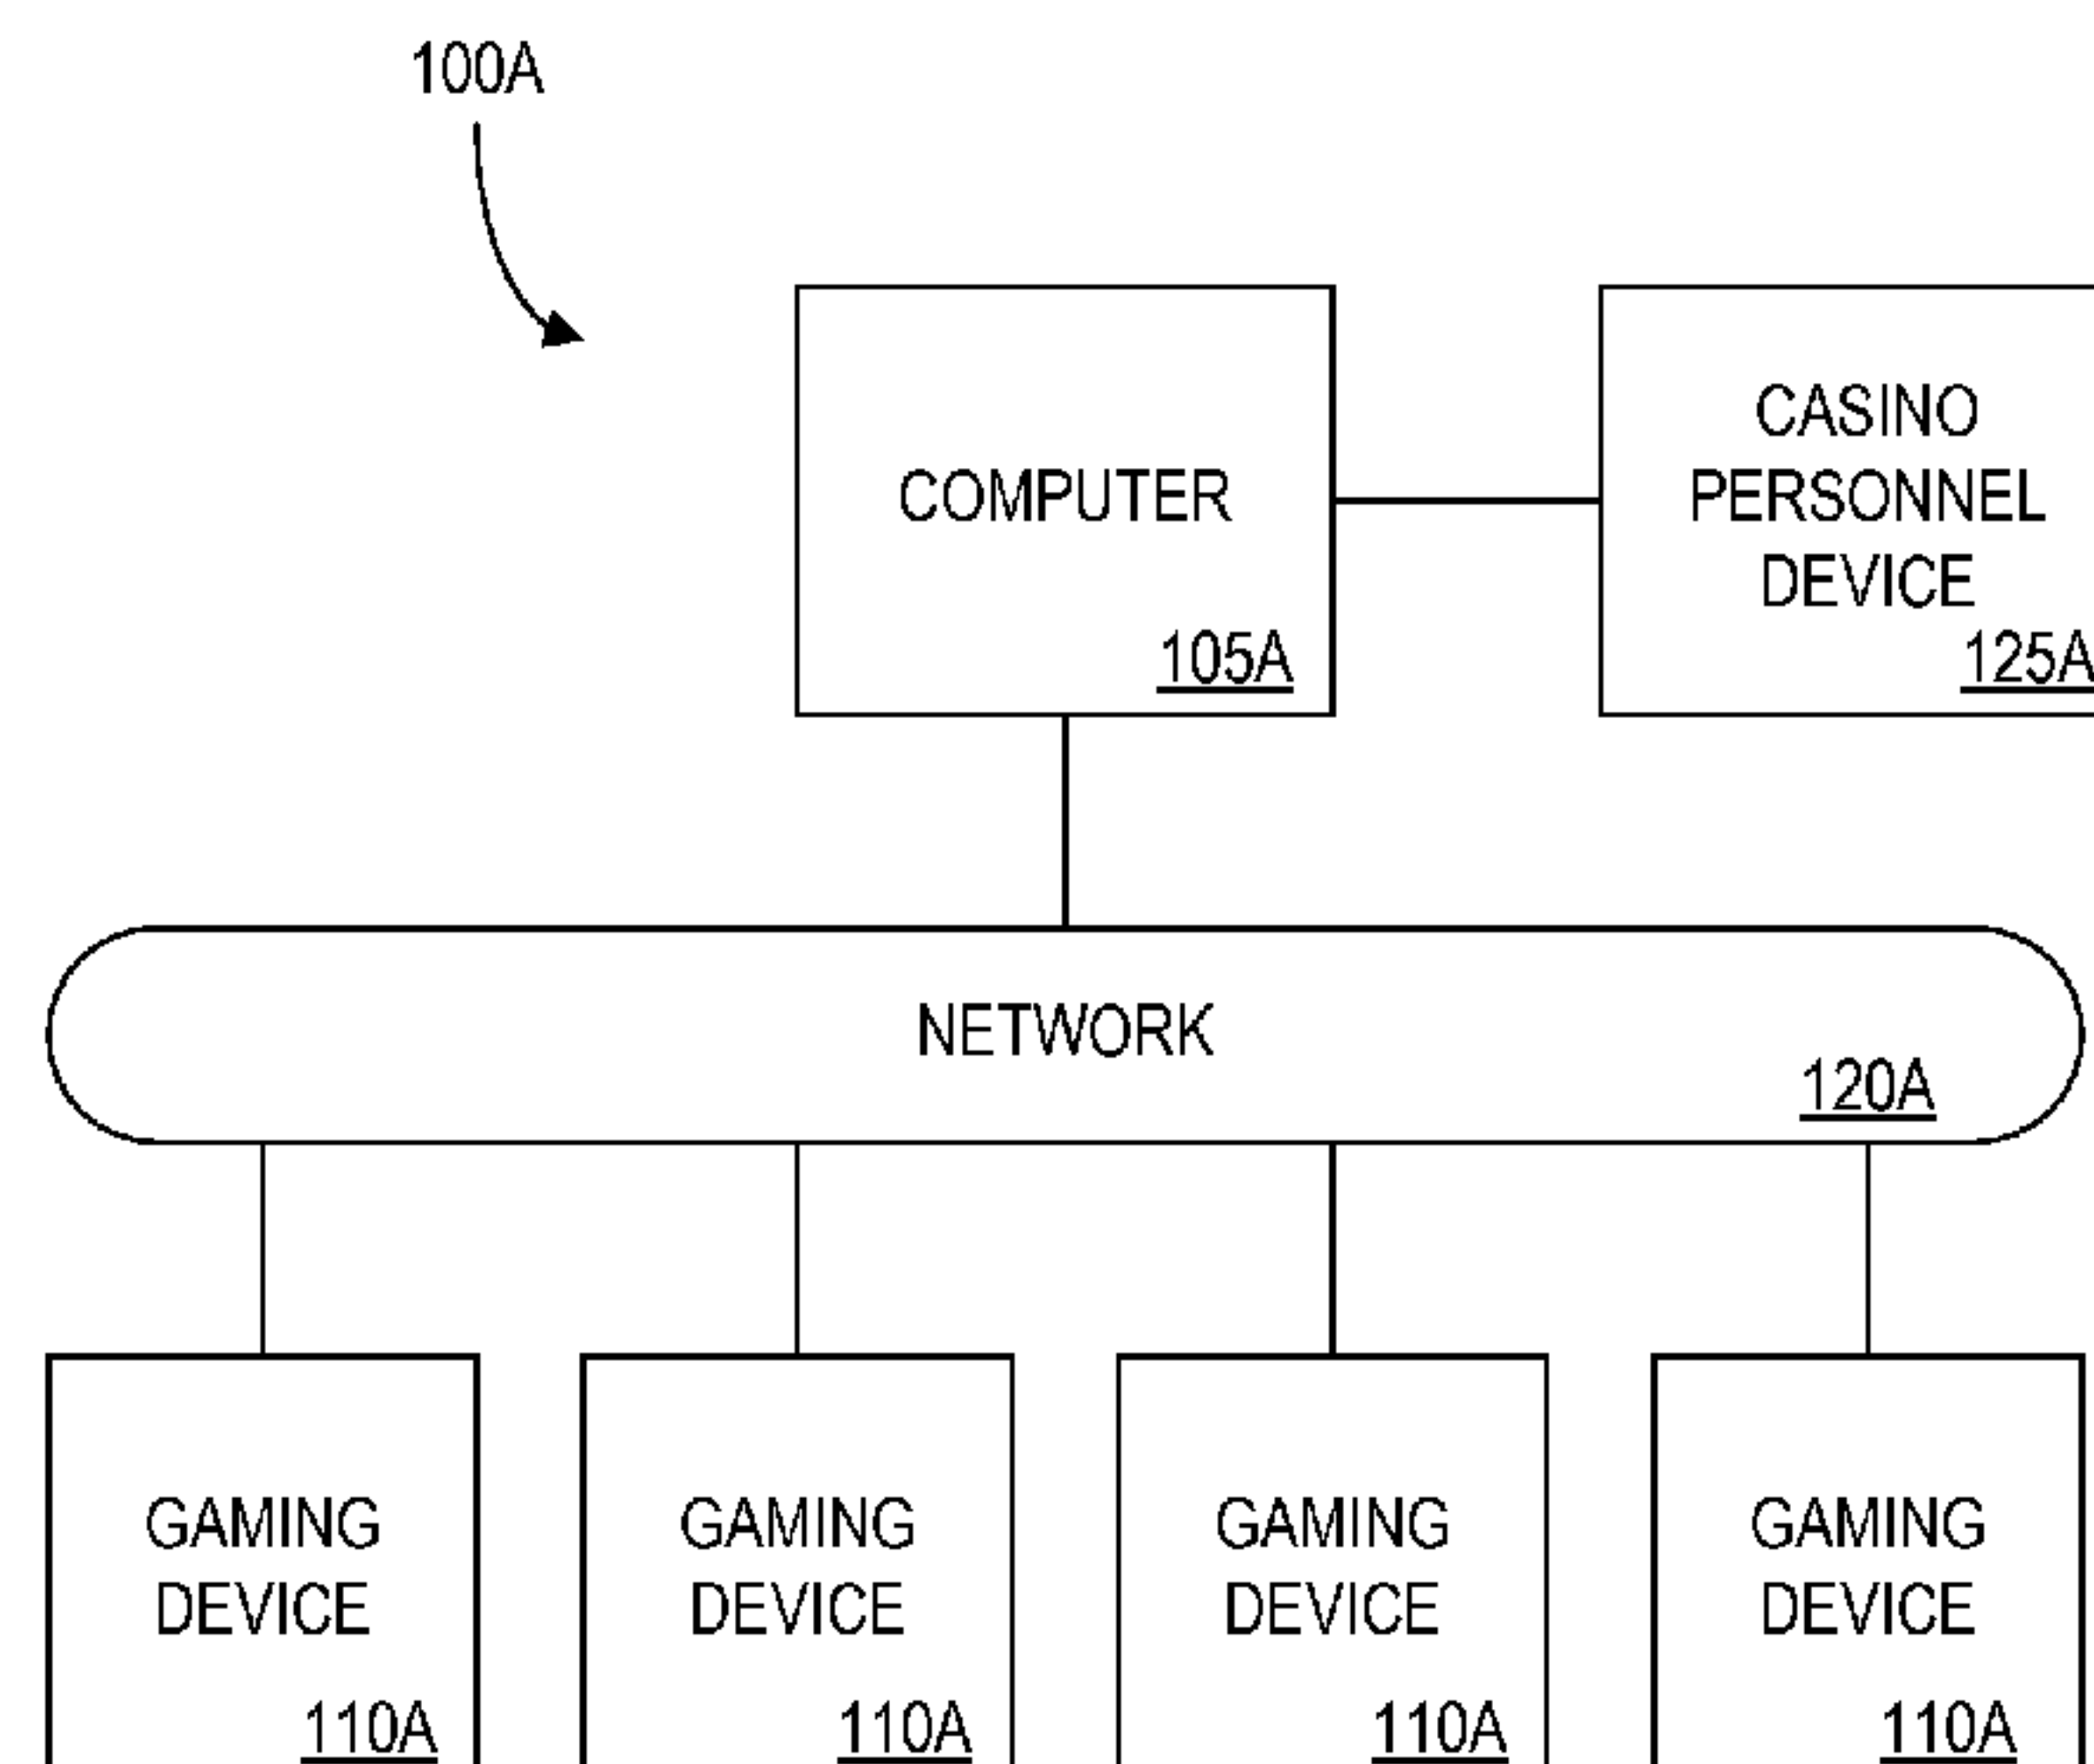 100A
COMPUTER
105A
CASINO
PERSONNEL
DEVICE
125A
NETWORK
120A
GAMING
DEVICE
110A
GAMING
DEVICE
110A
GAMING
DEVICE
110A
GAMING
DEVICE
110A